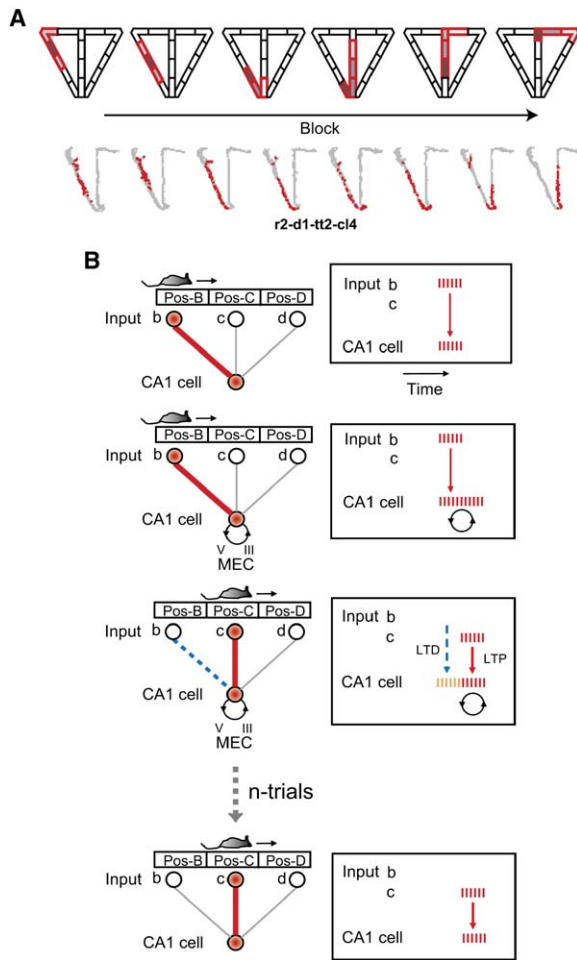 A
Block
r2-d1-tt2-cl4
B
Pos-B Pos-C Pos-D
Input b c d
CA1 cell
Input b
c
CA1 cell
Time
Pos-B Pos-C Pos-D
Input b c d
CA1 cell
V III
MEC
Input b
c
CA1 cell
Pos-B Pos-C Pos-D
Input b c d
CA1 cell
V III
MEC
Input b
c
LTD LTP
CA1 cell
n-trials
Pos-B Pos-C Pos-D
Input b c d
CA1 cell
Input b
c
CA1 cell